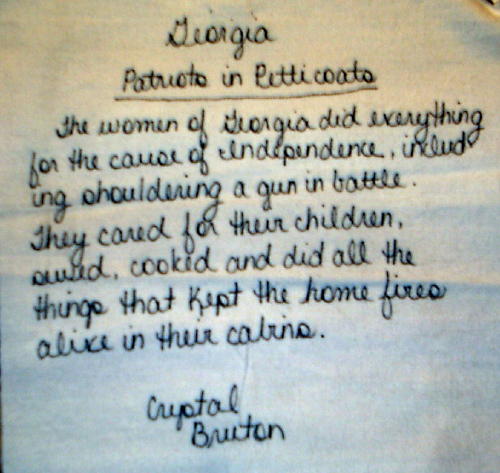 Georgia
Patriots in Petticoats
The women of Georgia did everything
for the cause of Independence, includ
ing shouldering a gun in battle.
They cared for their children,
sewed, cooked and did all the
things that kept the home fires
alive in their cabins.
Crystal
Bruton